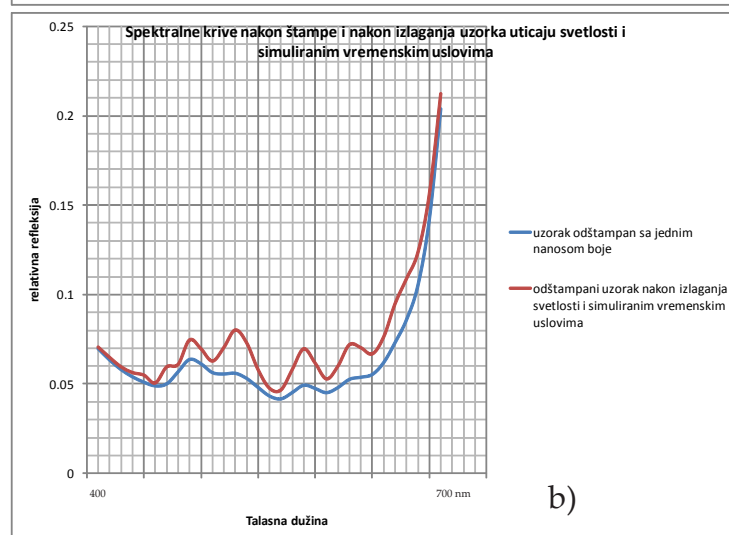 Spektralne krive nakon štampe i nakon izlaganja uzorka uticaju svetlosti i
simuliranim vremenskim uslovima
0.25
0.2
0.15
0.1
0.05
0
relativna refleksija
400
700 nm
Talasna dužina
uzorak odštampan sa jednim
nanosom boje
odštampani uzorak nakon izlaganja
svetlosti i simuliranim vremenskim
uslovima
b)